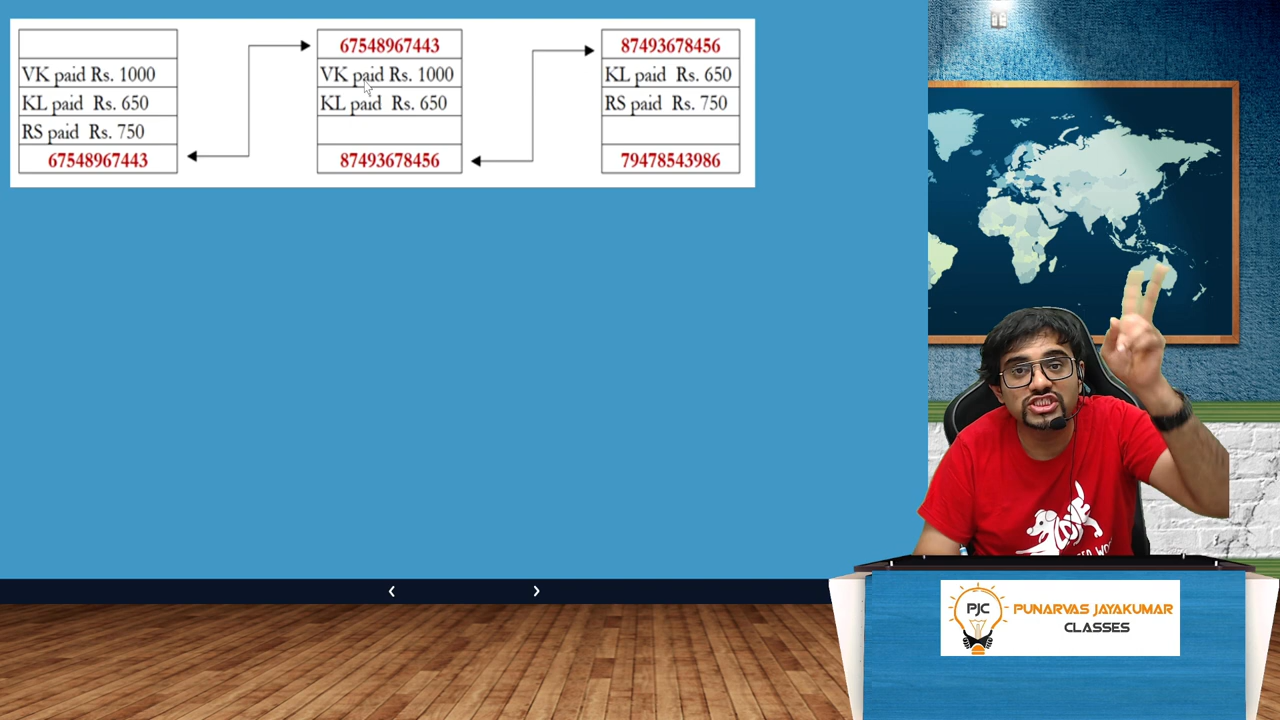 VK paid Rs. 1000
KL paid Rs. 650
RS paid Rs. 750
67548967443
67548967443
VK paid Rs. 1000
KL paid Rs. 650
87493678456
87493678456
KL paid Rs. 650
RS paid Rs. 750
79478543986
PJC
PUNARVAS JAYAKUMAR
CLASSES